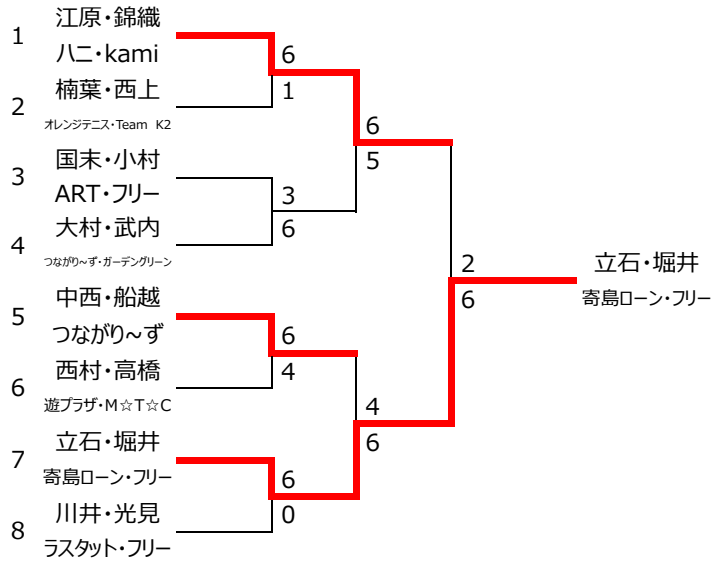 1
江原・錦織
ハニ・kami
2
楠葉・西上
オレンジテニス・Team K2
3
国末・小村
ART・フリー
4
大村・武内
つながり～ず・ガーデングリーン
5
中西・船越
つながり～ず
6
西村・高橋
遊プラザ・M☆T☆C
7
立石・堀井
寄島ローン・フリー
8
川井・光見
ラスタット・フリー
6
1
3
6
6
4
6
0
6
5
4
6
2
6
立石・堀井
寄島ローン・フリー